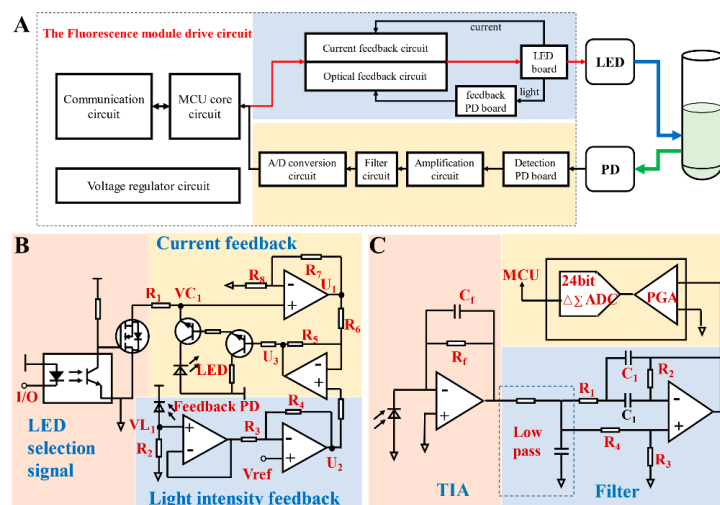 A
The Fluorescence module drive circuit
Communication
circuit
MCU core
circuit
Voltage regulator circuit
Current feedback circuit
Optical feedback circuit
current
LED
board
light
feedback
PD board
LED
A/D conversion
circuit
Filter
circuit
Amplification
circuit
Detection
PD board
PD
B
Current feedback
R8
R7
U1
R1
VC1
R6
R5
U3
LED
I/O
Feedback PD
R4
VL1
R3
R2
U2
Vref
LED
selection
signal
Light intensity feedback
C
MCU
24bit
ΔΣ ADC
PGA
Cf
Rf
C1
R2
R1
C1
Low
pass
R4
R3
TIA
Filter